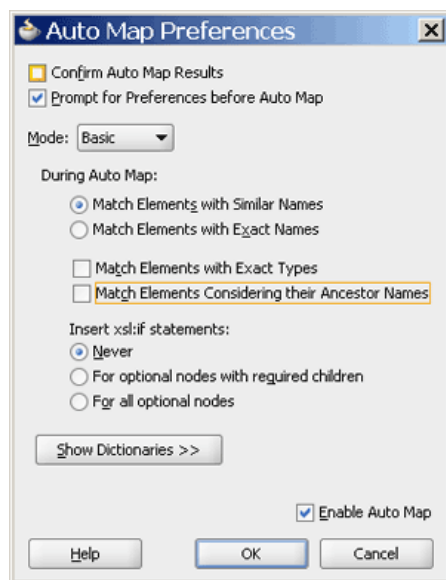 Auto Map Preferences
Confirm Auto Map Results
Prompt for Preferences before Auto Map
Mode: Basic
During Auto Map:
Match Elements with Similar Names
Match Elements with Exact Names
Match Elements with Exact Types
Match Elements Considering their Ancestor Names
Insert xsl:if statements:
Never
For optional nodes with required children
For all optional nodes
Show Dictionaries >>
Enable Auto Map
Help OK Cancel